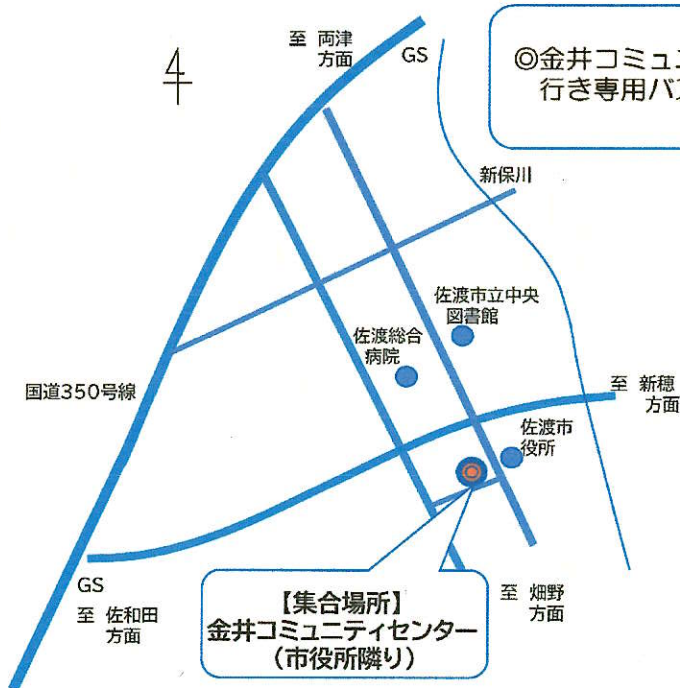 至 両津
方面
GS
◎金井コミュニ
行き専用バス
新保川
佐渡市立中央
図書館
佐渡総合
病院
国道350号線
至 新穂
方面
佐渡市
役所
GS
至 佐和田
方面
【集合場所】
金井コミュニティセンター
(市役所隣り)
至 畑野
方面